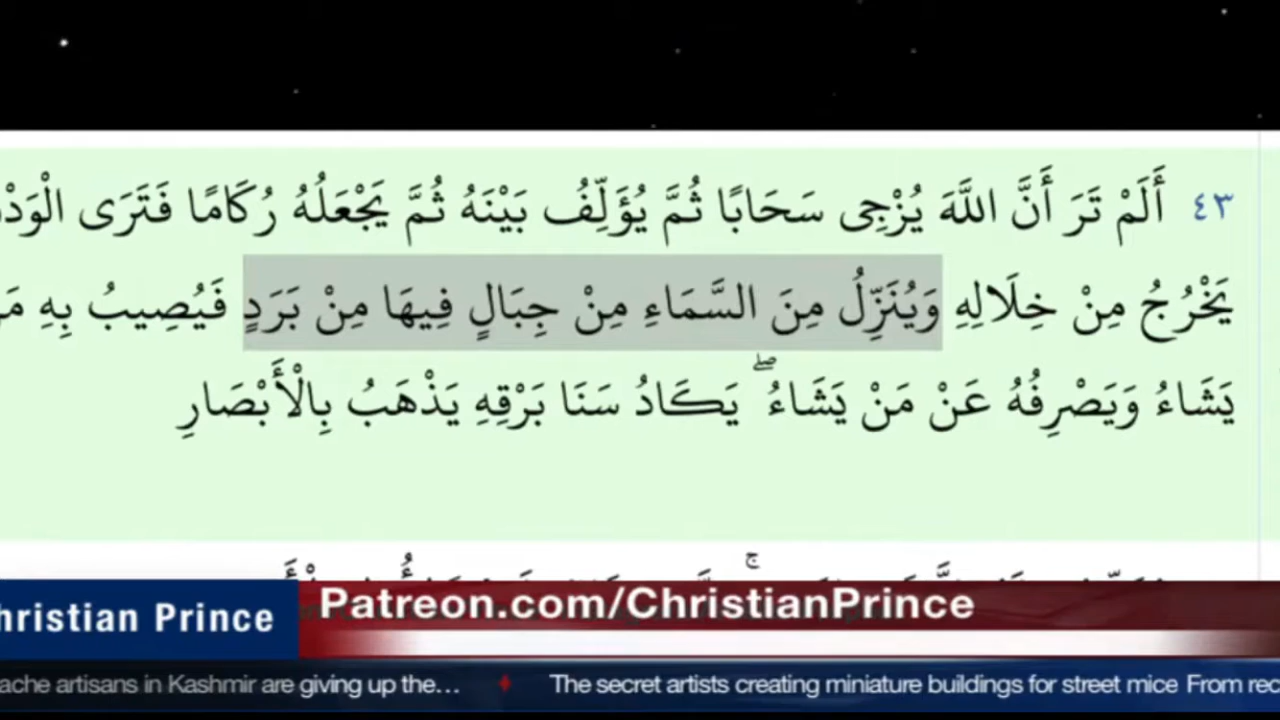 ٤٣ أَلَمْ تَرَ أَنَّ اللَّهَ يُزْجِى سَحَابًا ثُمَّ يُؤَلِّفُ بَيْنَهُ ثُمَّ يَجْعَلُهُ رُكَامًا فَتَرَى
يَخْرُجُ مِنْ خِلَالِهِ وَيُنَزِّلُ مِنَ السَّمَاءِ مِنْ جِبَالٍ فِيهَا مِنْ بَرَدٍ فَيُصِيبُ بِهِ
يَشَاءُ وَيَصْرِفُهُ عَنْ مَنْ يَشَاءُ ۖ يَكَادُ سَنَا بَرْقِهِ يَذْهَبُ بِالْأَبْصَارِ
hristian Prince
Patreon.com/ChristianPrince
ache artisans in Kashmir are giving up the… The secret artists creating miniature buildings for street mice From rec